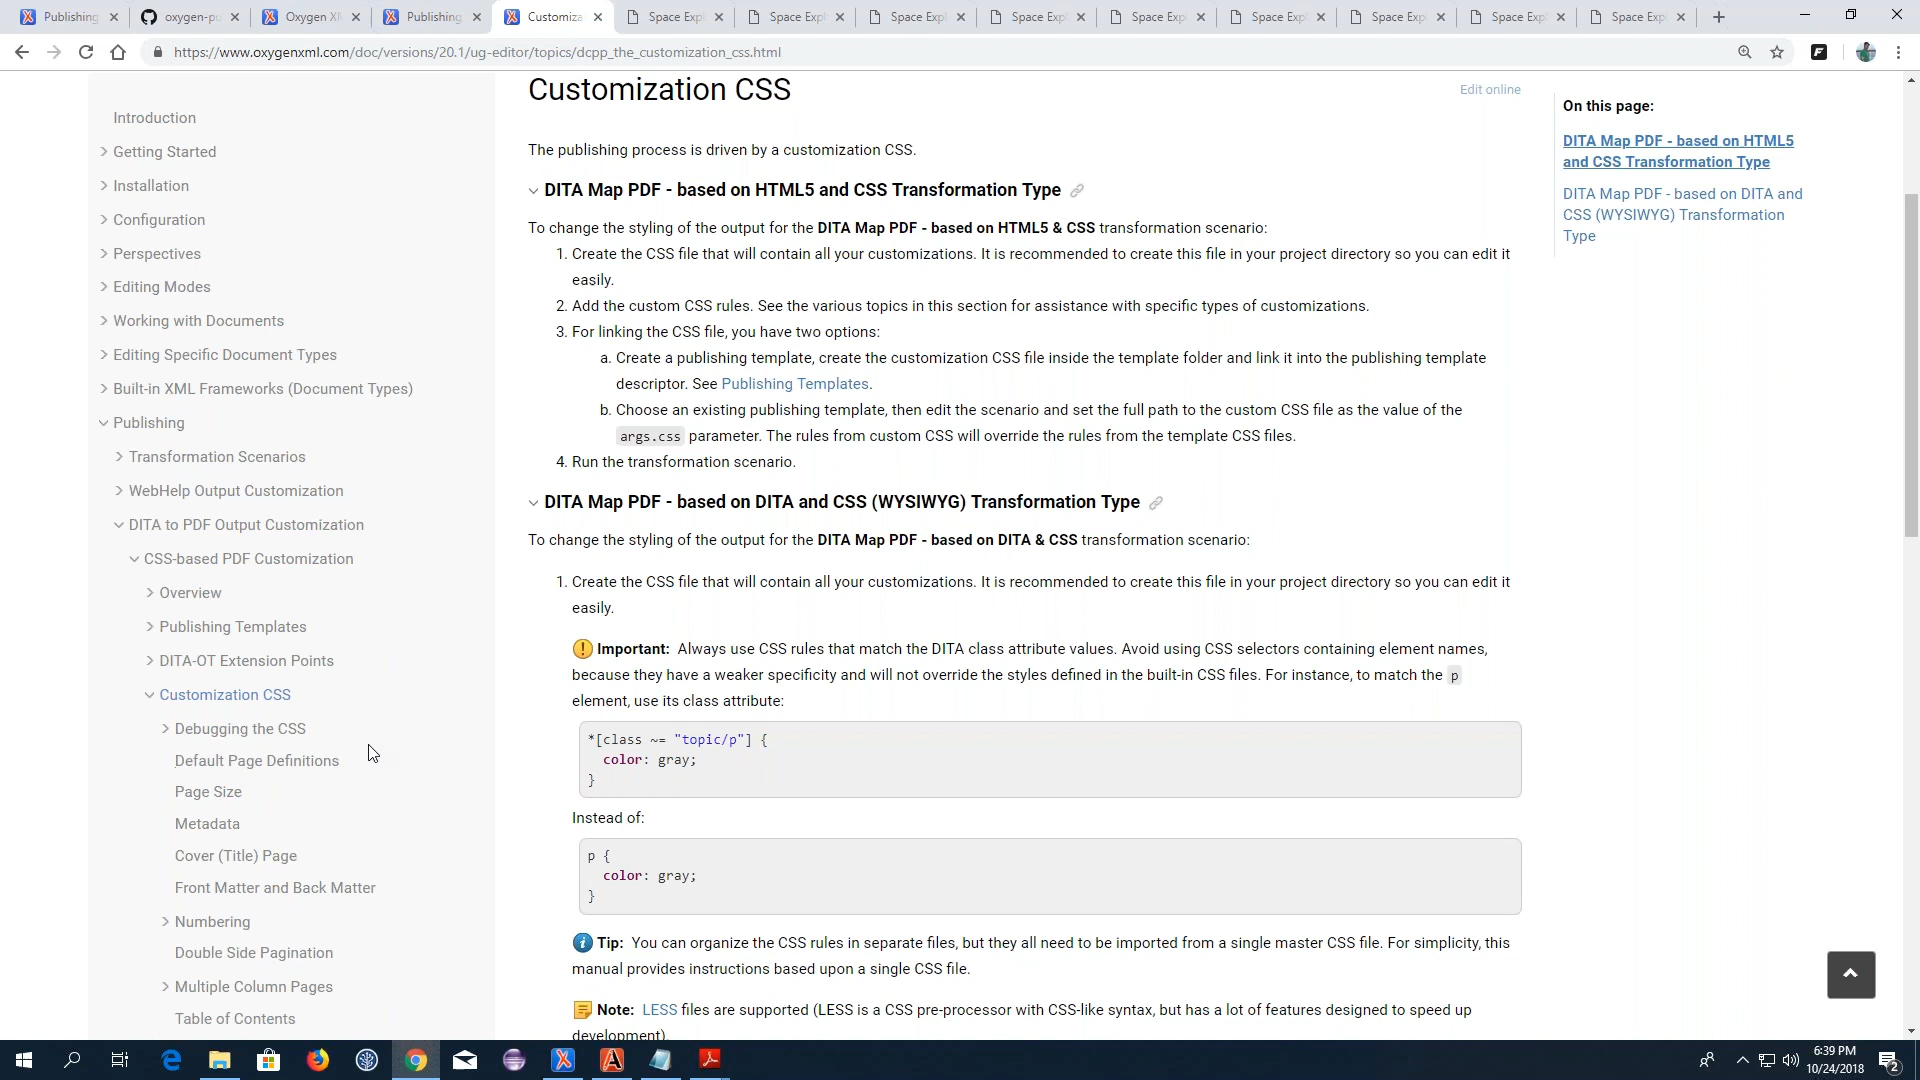 Publishing
oxygen-pu
Oxygen XM
Publishing
Customiza
Space Expl
Space Expl
Space Expl
Space Expl
Space Expl
Space Expl
Space Expl
Space Expl
Space Expl
https://www.oxygenxml.com/doc/versions/20.1/ug-editor/topics/dcpp_the_customization_css.html
Introduction
Getting Started
Installation
Configuration
Perspectives
Editing Modes
Working with Documents
Editing Specific Document Types
Built-in XML Frameworks (Document Types)
Publishing
Transformation Scenarios
WebHelp Output Customization
DITA to PDF Output Customization
CSS-based PDF Customization
Overview
Publishing Templates
DITA-OT Extension Points
Customization CSS
Debugging the CSS
Default Page Definitions
Page Size
Metadata
Cover (Title) Page
Front Matter and Back Matter
Numbering
Double Side Pagination
Multiple Column Pages
Table of Contents
Customization CSS
Edit online
The publishing process is driven by a customization CSS.
DITA Map PDF - based on HTML5 and CSS Transformation Type
To change the styling of the output for the DITA Map PDF - based on HTML5 & CSS transformation scenario:
1. Create the CSS file that will contain all your customizations. It is recommended to create this file in your project directory so you can edit it
easily.
2. Add the custom CSS rules. See the various topics in this section for assistance with specific types of customizations.
3. For linking the CSS file, you have two options:
a. Create a publishing template, create the customization CSS file inside the template folder and link it into the publishing template
descriptor. See Publishing Templates.
b. Choose an existing publishing template, then edit the scenario and set the full path to the custom CSS file as the value of the
args.css parameter. The rules from custom CSS will override the rules from the template CSS files.
4. Run the transformation scenario.
DITA Map PDF - based on DITA and CSS (WYSIWYG) Transformation Type
To change the styling of the output for the DITA Map PDF - based on DITA & CSS transformation scenario:
1. Create the CSS file that will contain all your customizations. It is recommended to create this file in your project directory so you can edit it
easily.
Important: Always use CSS rules that match the DITA class attribute values. Avoid using CSS selectors containing element names,
because they have a weaker specificity and will not override the styles defined in the built-in CSS files. For instance, to match the p
element, use its class attribute:
*[class ~= "topic/p"] {
color: gray;
}
Instead of:
p {
color: gray;
}
Tip: You can organize the CSS rules in separate files, but they all need to be imported from a single master CSS file. For simplicity, this
manual provides instructions based upon a single CSS file.
Note: LESS files are supported (LESS is a CSS pre-processor with CSS-like syntax, but has a lot of features designed to speed up
development).
On this page:
DITA Map PDF - based on HTML5
and CSS Transformation Type
DITA Map PDF - based on DITA and
CSS (WYSIWYG) Transformation
Type
6:39 PM
10/24/2018
2